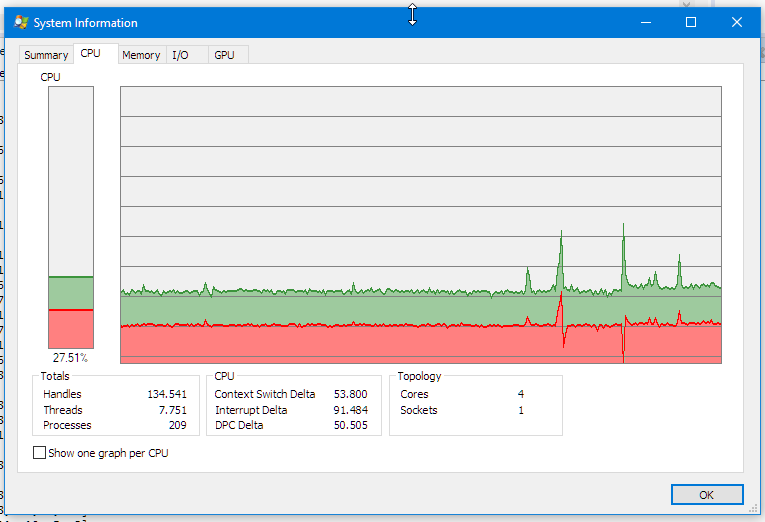 System Information
Summary CPU Memory I/O GPU
CPU
27.51%
Totals
Handles 134.541
Threads 7.751
Processes 209
CPU
Context Switch Delta 53.800
Interrupt Delta 91.484
DPC Delta 50.505
Topology
Cores 4
Sockets 1
Show one graph per CPU
OK